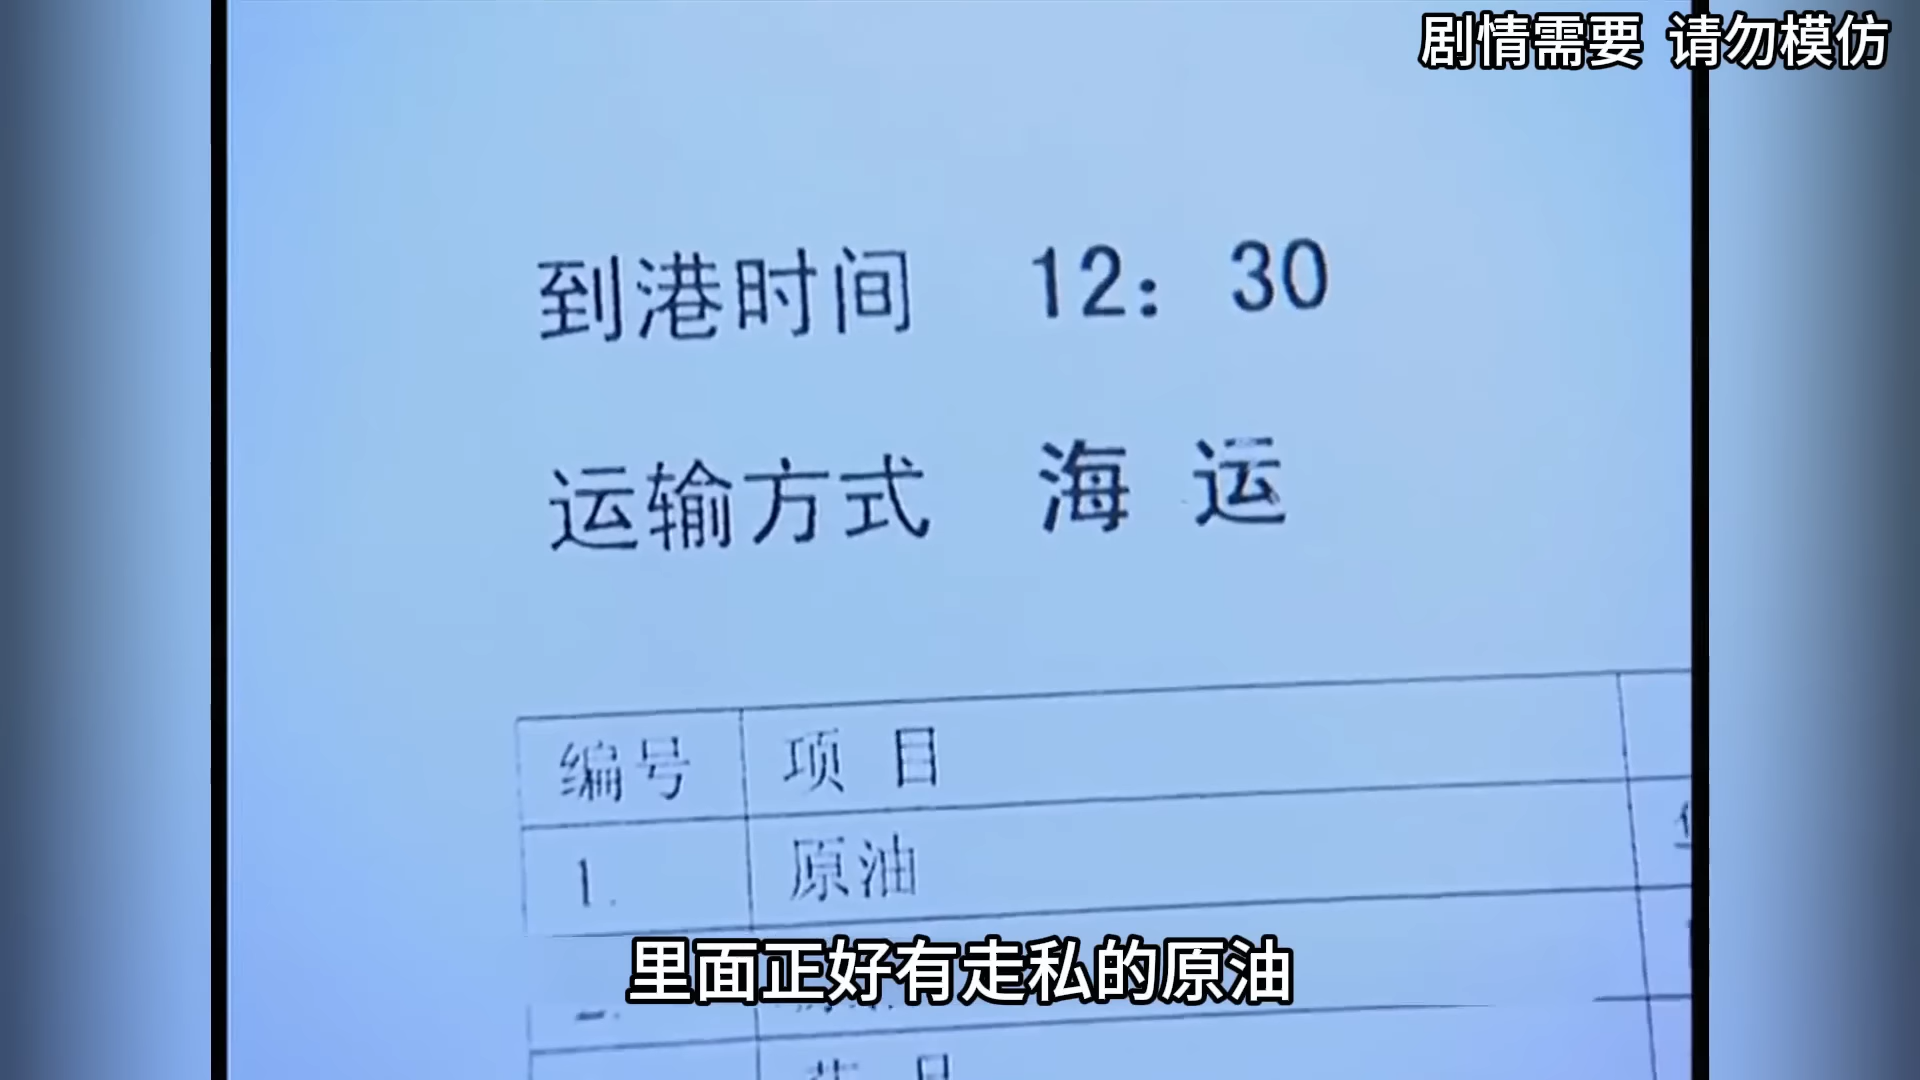 剧情需要 请勿模仿
到港时间 12：30
运输方式 海 运
编号 项 目
1. 原油
里面正好有走私的原油